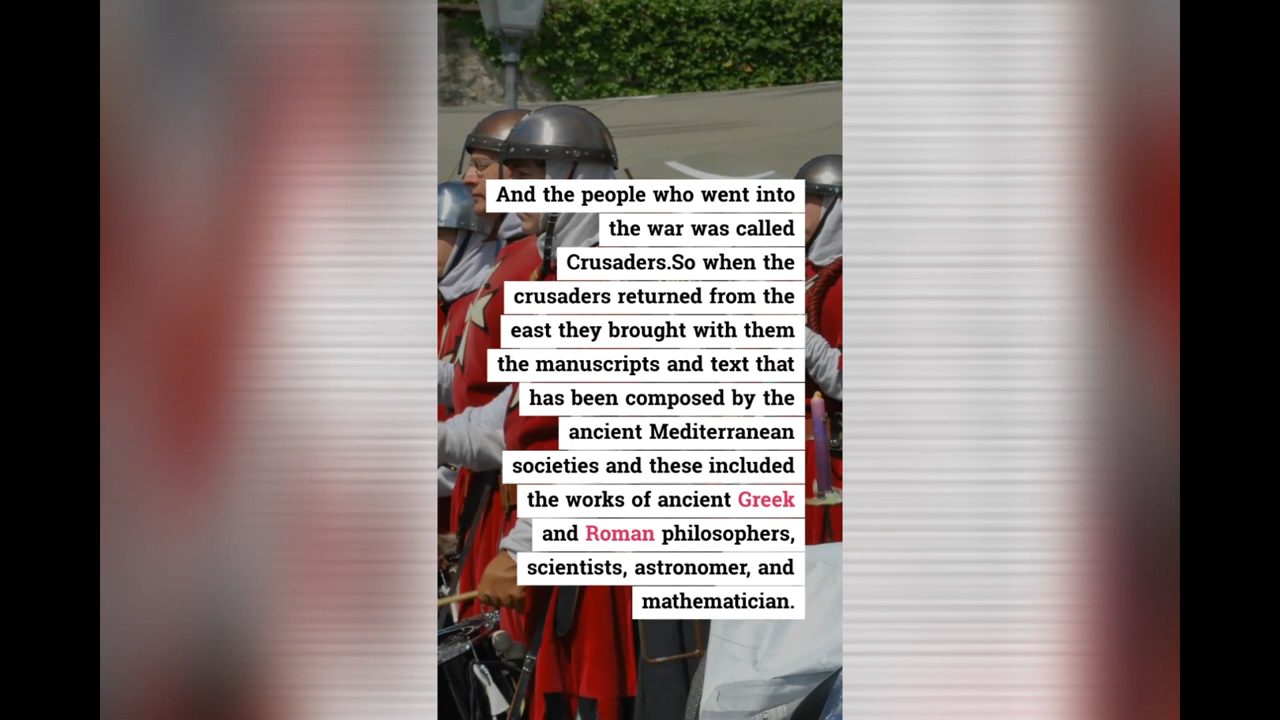 And the people who went into
the war was called
Crusaders.So when the
crusaders returned from the
east they brought with them
the manuscripts and text that
has been composed by the
ancient Mediterranean
societies and these included
the works of ancient Greek
and Roman philosophers,
scientists, astronomer, and
mathematician.